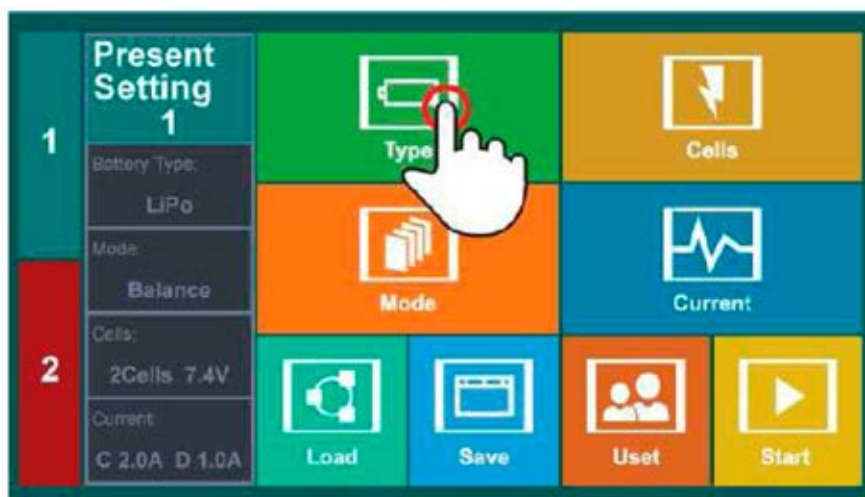 1
2
Present
Setting
1
Battery Type:
LiPo
Mode:
Balance
Cells:
2Cells 7.4V
Current:
C 2.0A D 1.0A
Type
Cells
Mode
Current
Load
Save
Uset
Start